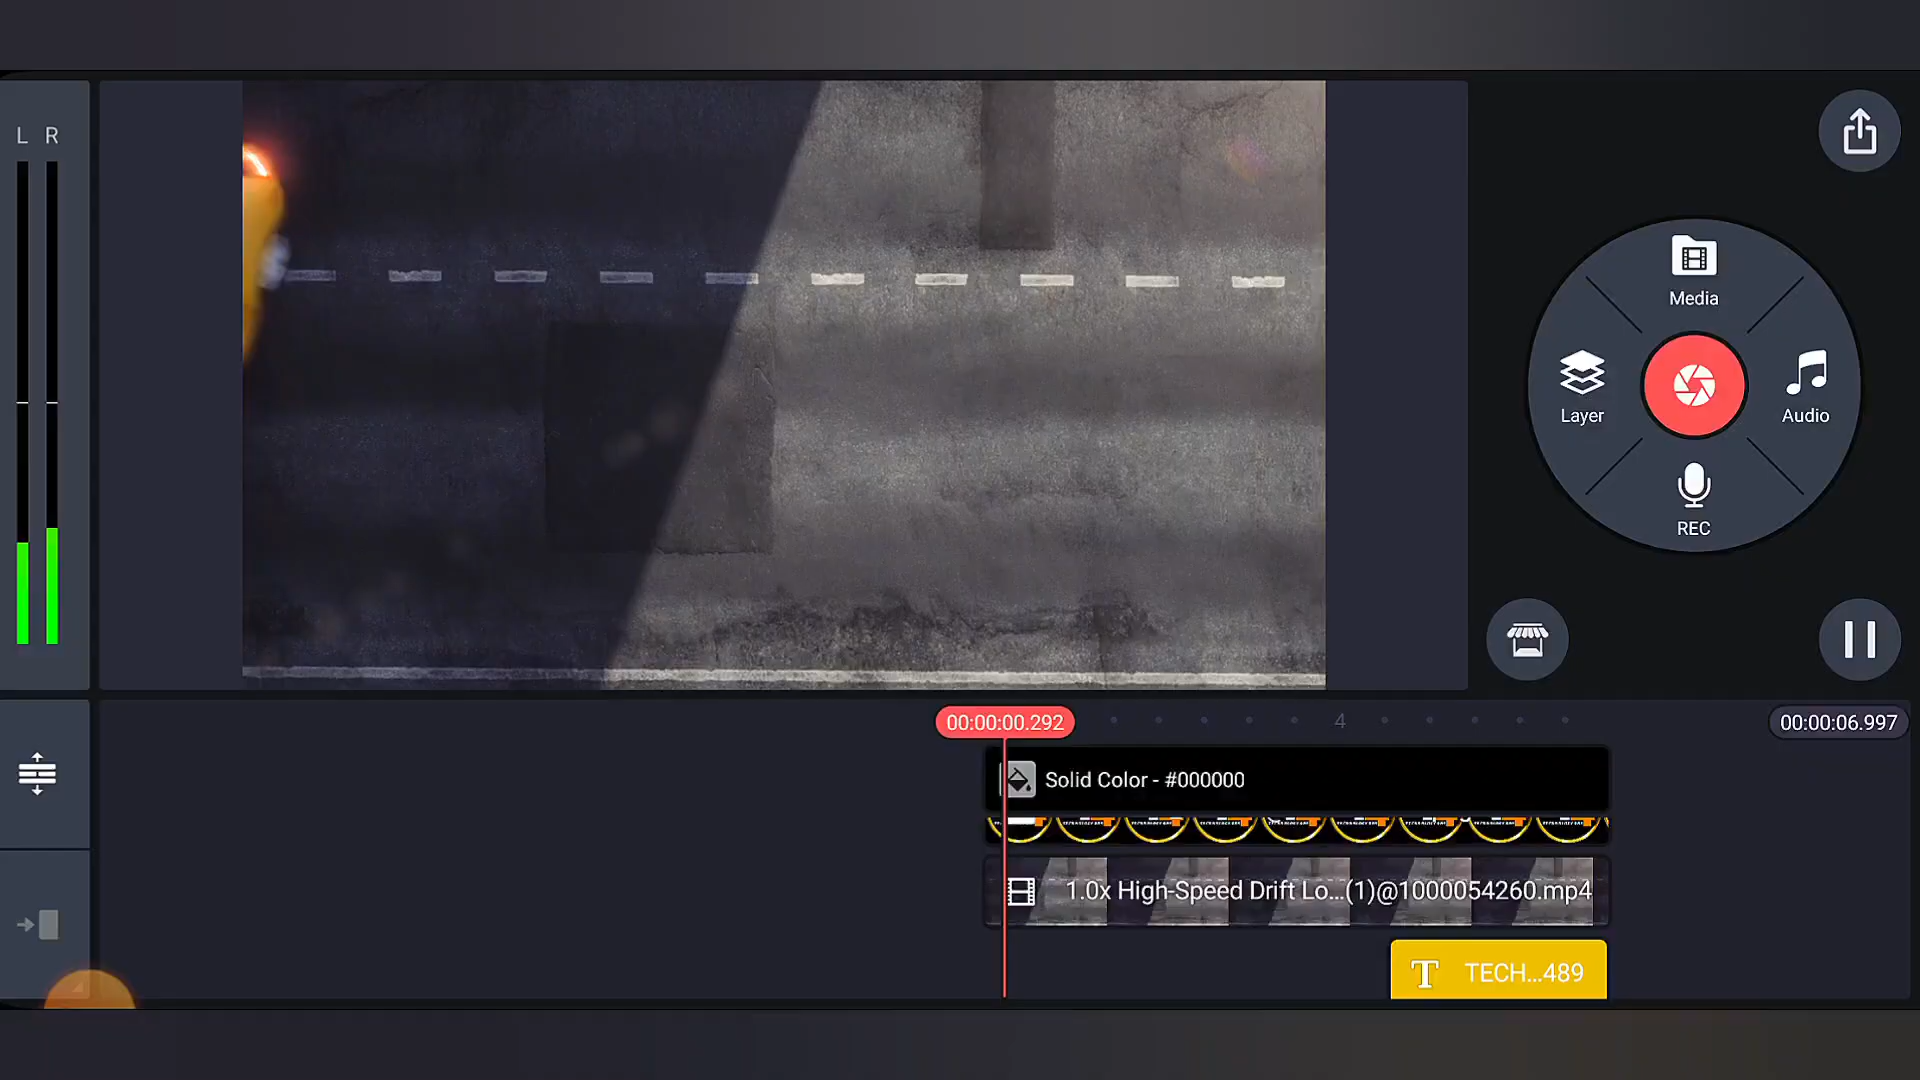 L R
Media
Layer
Audio
REC
00:00:00.292
4
00:00:06.997
Solid Color - #000000
1.0x High-Speed Drift Lo...(1)@1000054260.mp4
TECH...489